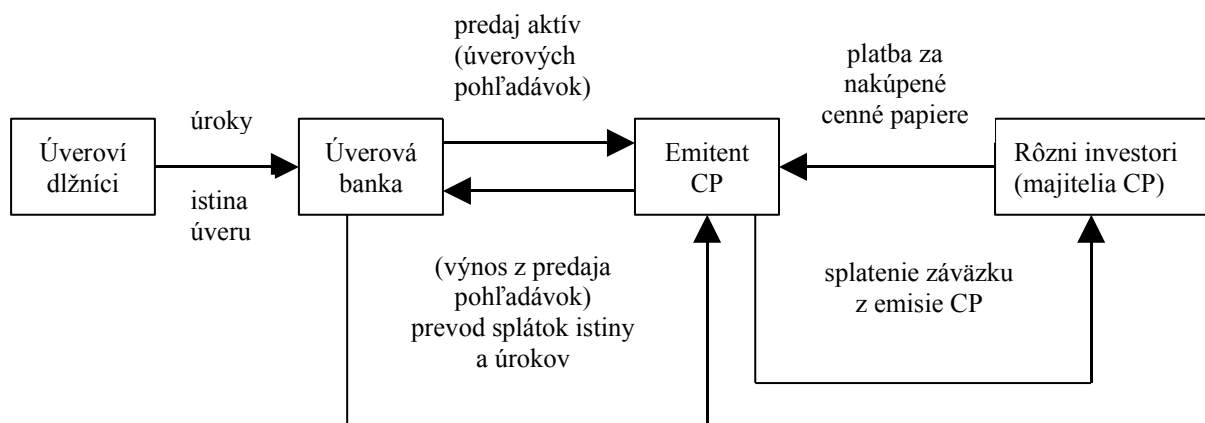 predaj aktív
(úverových
pohľadávok)
platba za
nakúpené
cenné papiere
úroky
Úveroví
dlžníci
Úverová
banka
Emitent
CP
Rôzni investori
(majitelia CP)
istina
úveru
(výnos z predaja
pohľadávok)
prevod splátok istiny
a úrokov
splatenie záväzku
z emisie CP